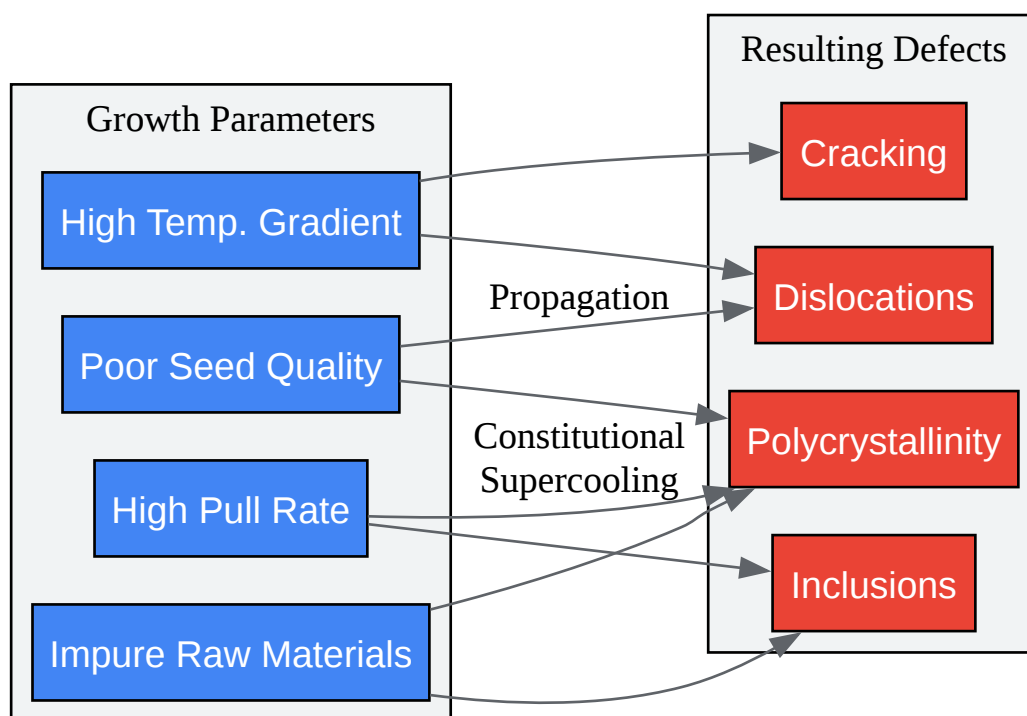 Growth Parameters
High Temp. Gradient
Poor Seed Quality
High Pull Rate
Impure Raw Materials
Propagation
Constitutional
Supercooling
Resulting Defects
Cracking
Dislocations
Polycrystallinity
Inclusions